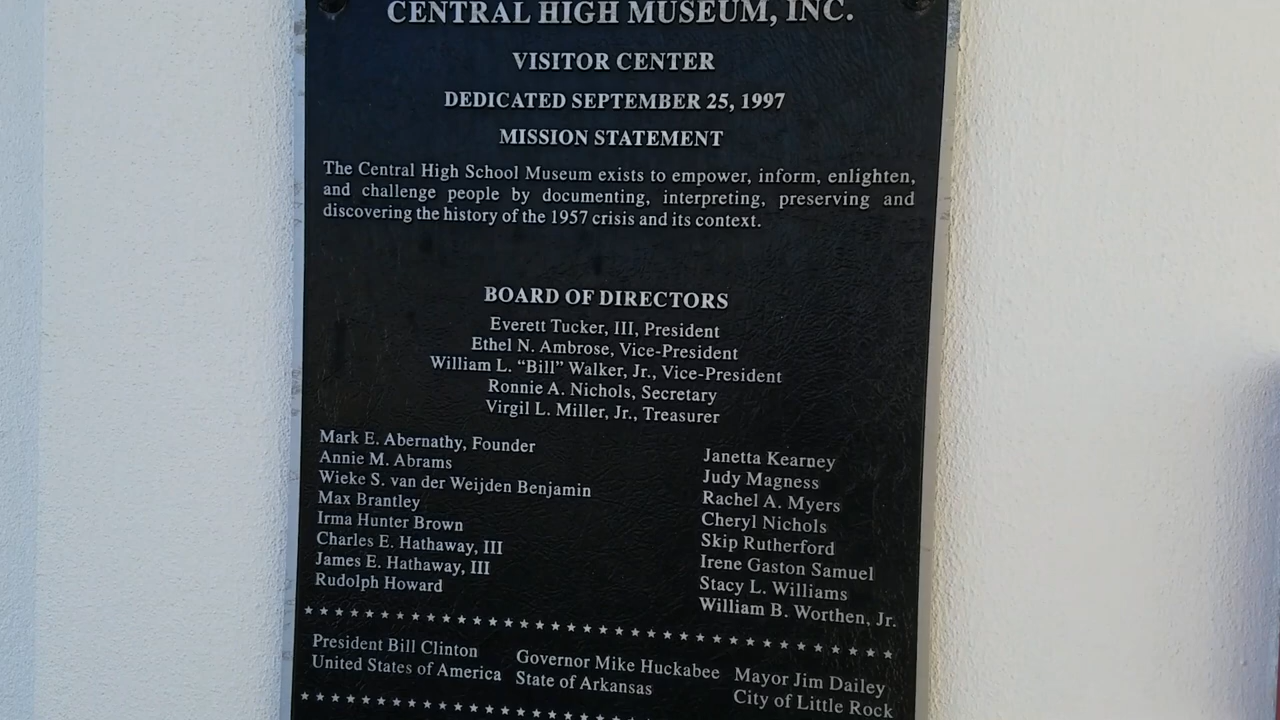 CENTRAL HIGH MUSEUM, INC.
VISITOR CENTER
DEDICATED SEPTEMBER 25, 1997
MISSION STATEMENT
The Central High School Museum exists to empower, inform, enlighten,
and challenge people by documenting, interpreting, preserving and
discovering the history of the 1957 crisis and its context.
BOARD OF DIRECTORS
Everett Tucker, III, President
Ethel N. Ambrose, Vice-President
William L. “Bill” Walker, Jr., Vice-President
Ronnie A. Nichols, Secretary
Virgil L. Miller, Jr., Treasurer
Mark E. Abernathy, Founder
Annie M. Abrams
Wieke S. van der Weijden Benjamin
Max Brantley
Irma Hunter Brown
Charles E. Hathaway, III
James E. Hathaway, III
Rudolph Howard
Janetta Kearney
Judy Magness
Rachel A. Myers
Cheryl Nichols
Skip Rutherford
Irene Gaston Samuel
Stacy L. Williams
William B. Worthen, Jr.
President Bill Clinton
United States of America
Governor Mike Huckabee
State of Arkansas
Mayor Jim Dailey
City of Little Rock